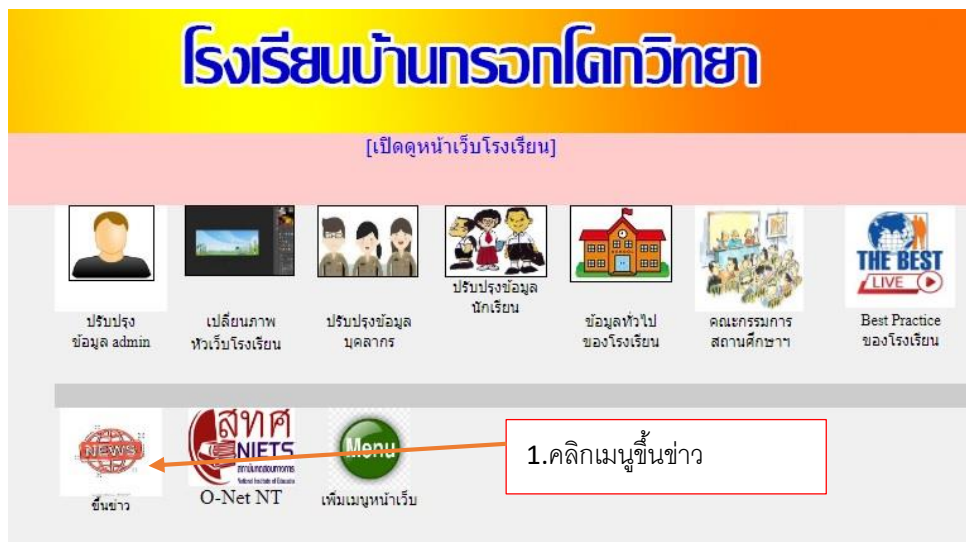 โรงเรียนบ้านกรอกโคกวิทยา
[เปิดดูหน้าเว็บโรงเรียน]
ปรับปรุง
ข้อมูล admin
เปลี่ยนภาพ
หัวเว็บโรงเรียน
ปรับปรุงข้อมูล
บุคลากร
ปรับปรุงข้อมูล
นักเรียน
ข้อมูลทั่วไป
ของโรงเรียน
คณะกรรมการ
สถานศึกษาฯ
THE BEST
LIVE
Best Practice
ของโรงเรียน
NEWS
ขึ้นข่าว
สทศ
NIETS
O-Net NT
Menu
เพิ่มเมนูหน้าเว็บ
1.คลิกเมนูขึ้นข่าว